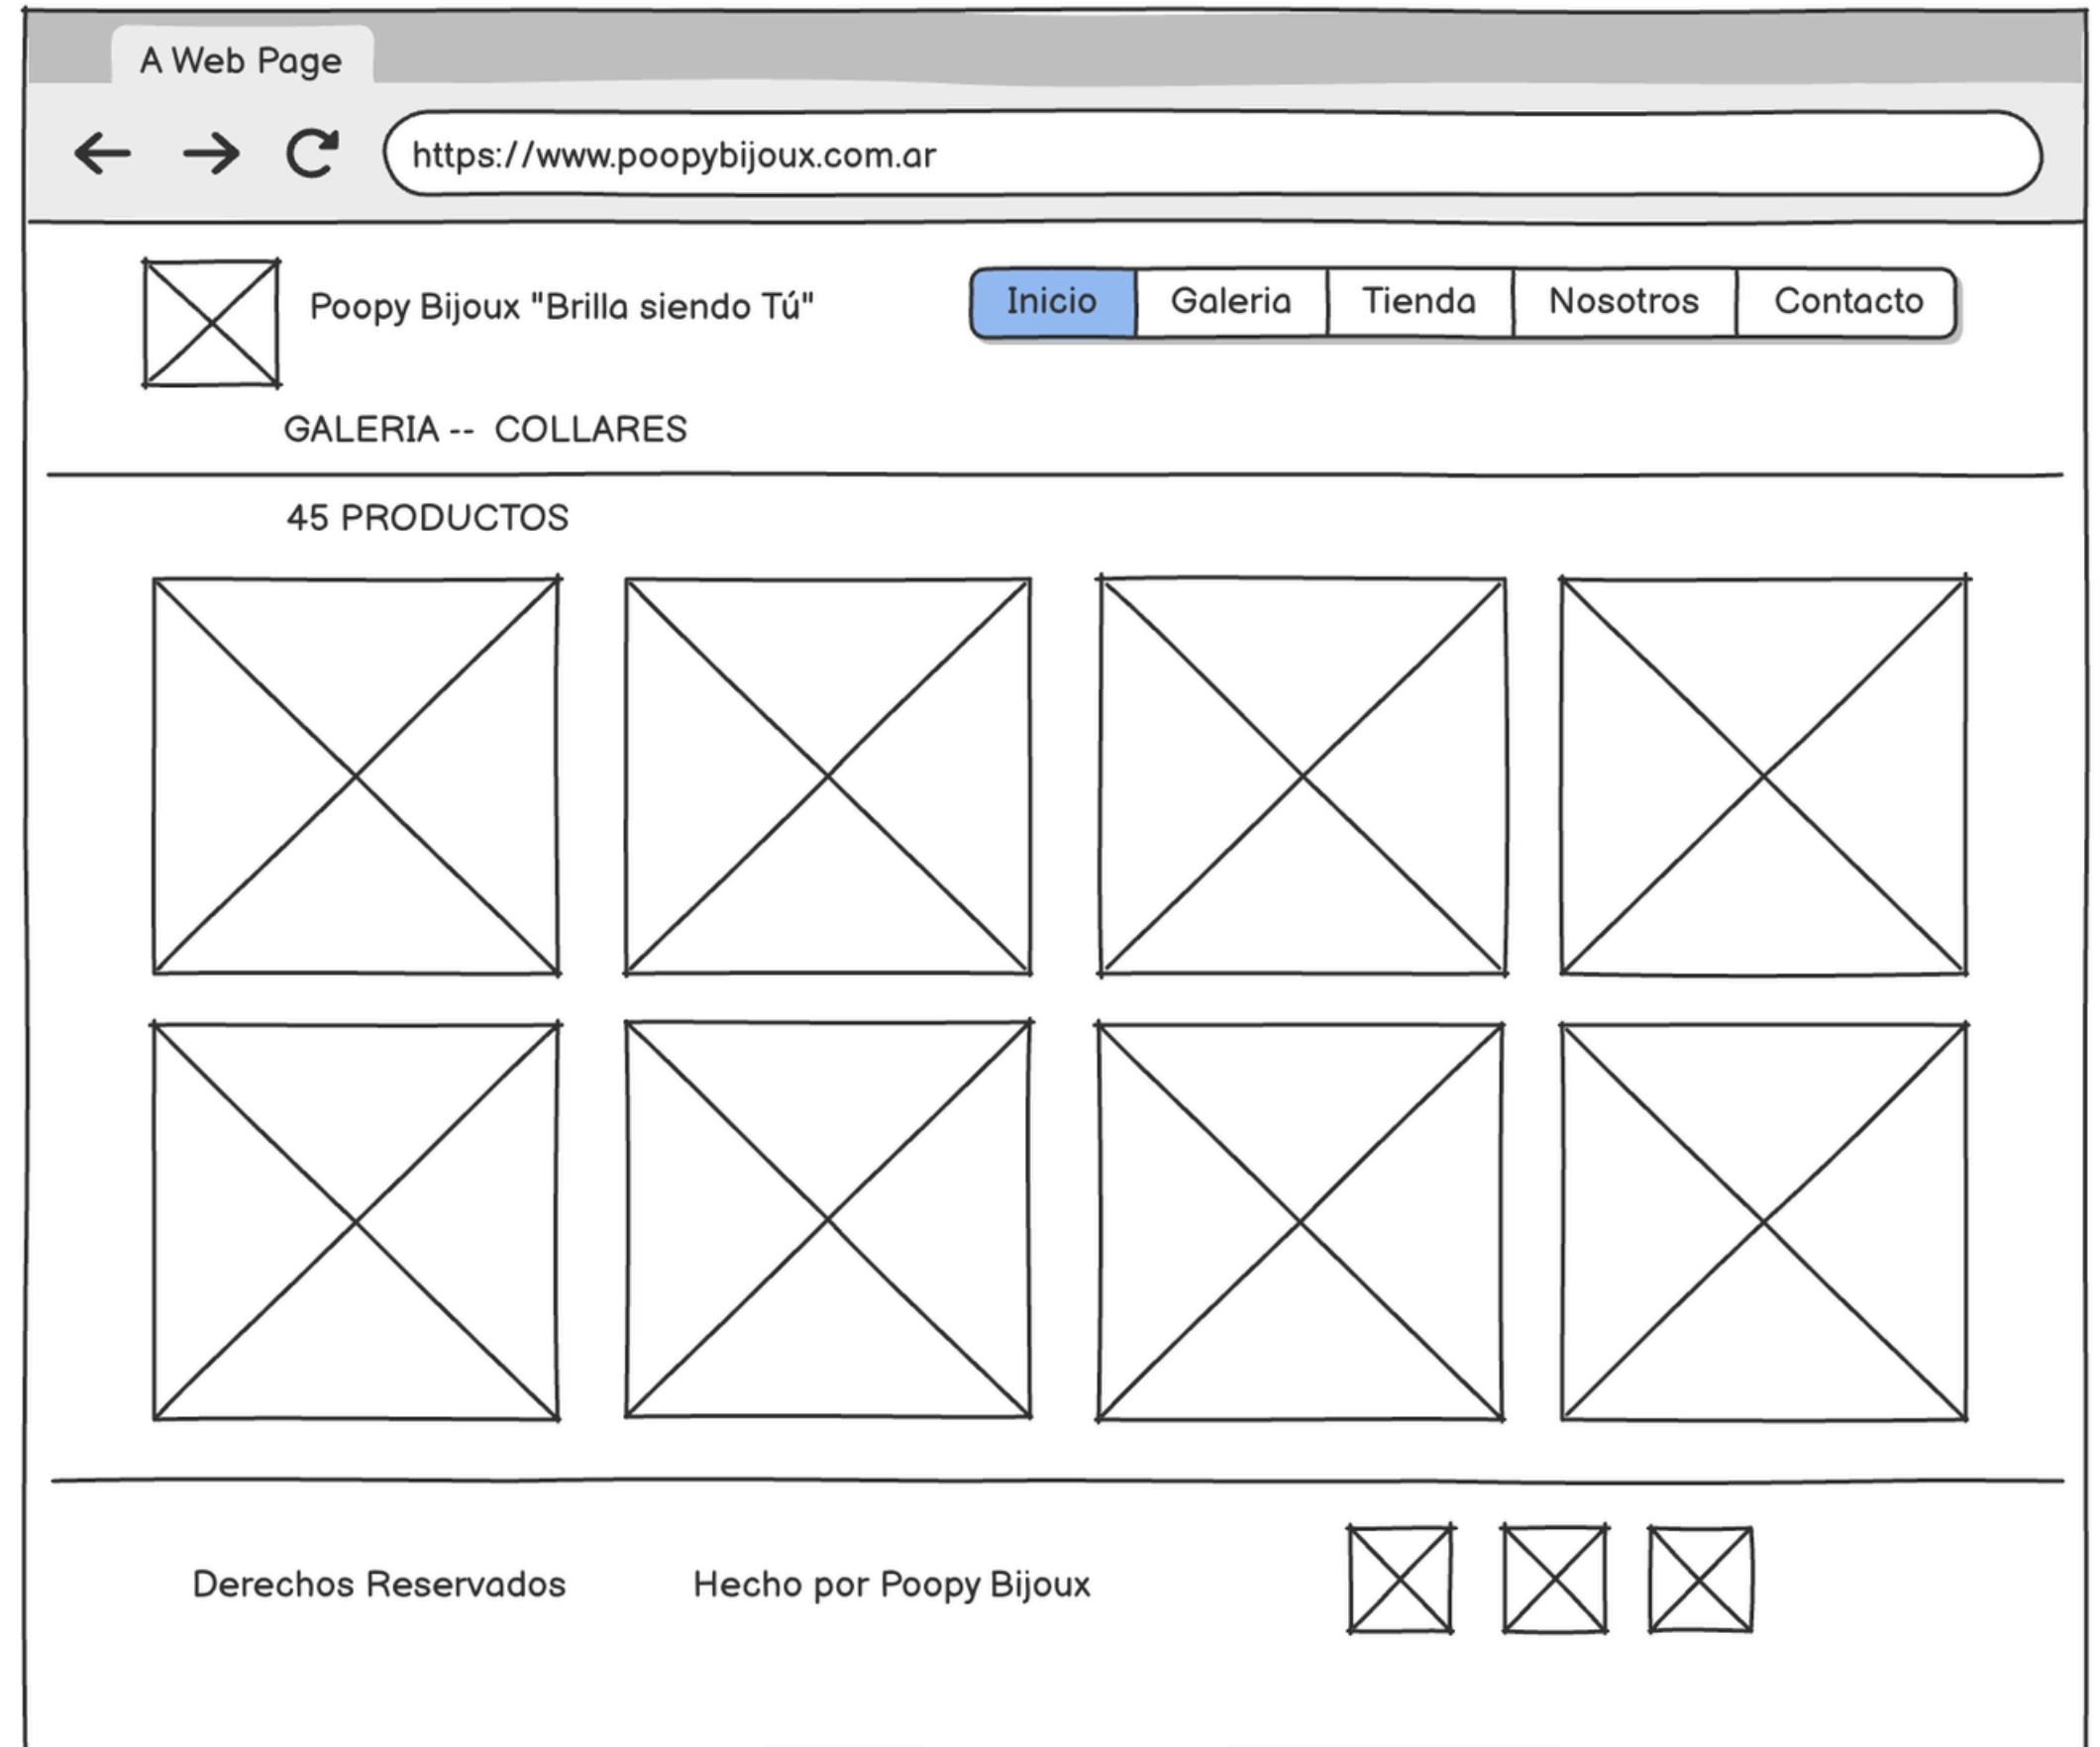 A Web Page
https://www.poopybijoux.com.ar
Poopy Bijoux "Brilla siendo Tú"
Inicio Galeria Tienda Nosotros Contacto
GALERIA -- COLLARES
45 PRODUCTOS
Derechos Reservados Hecho por Poopy Bijoux